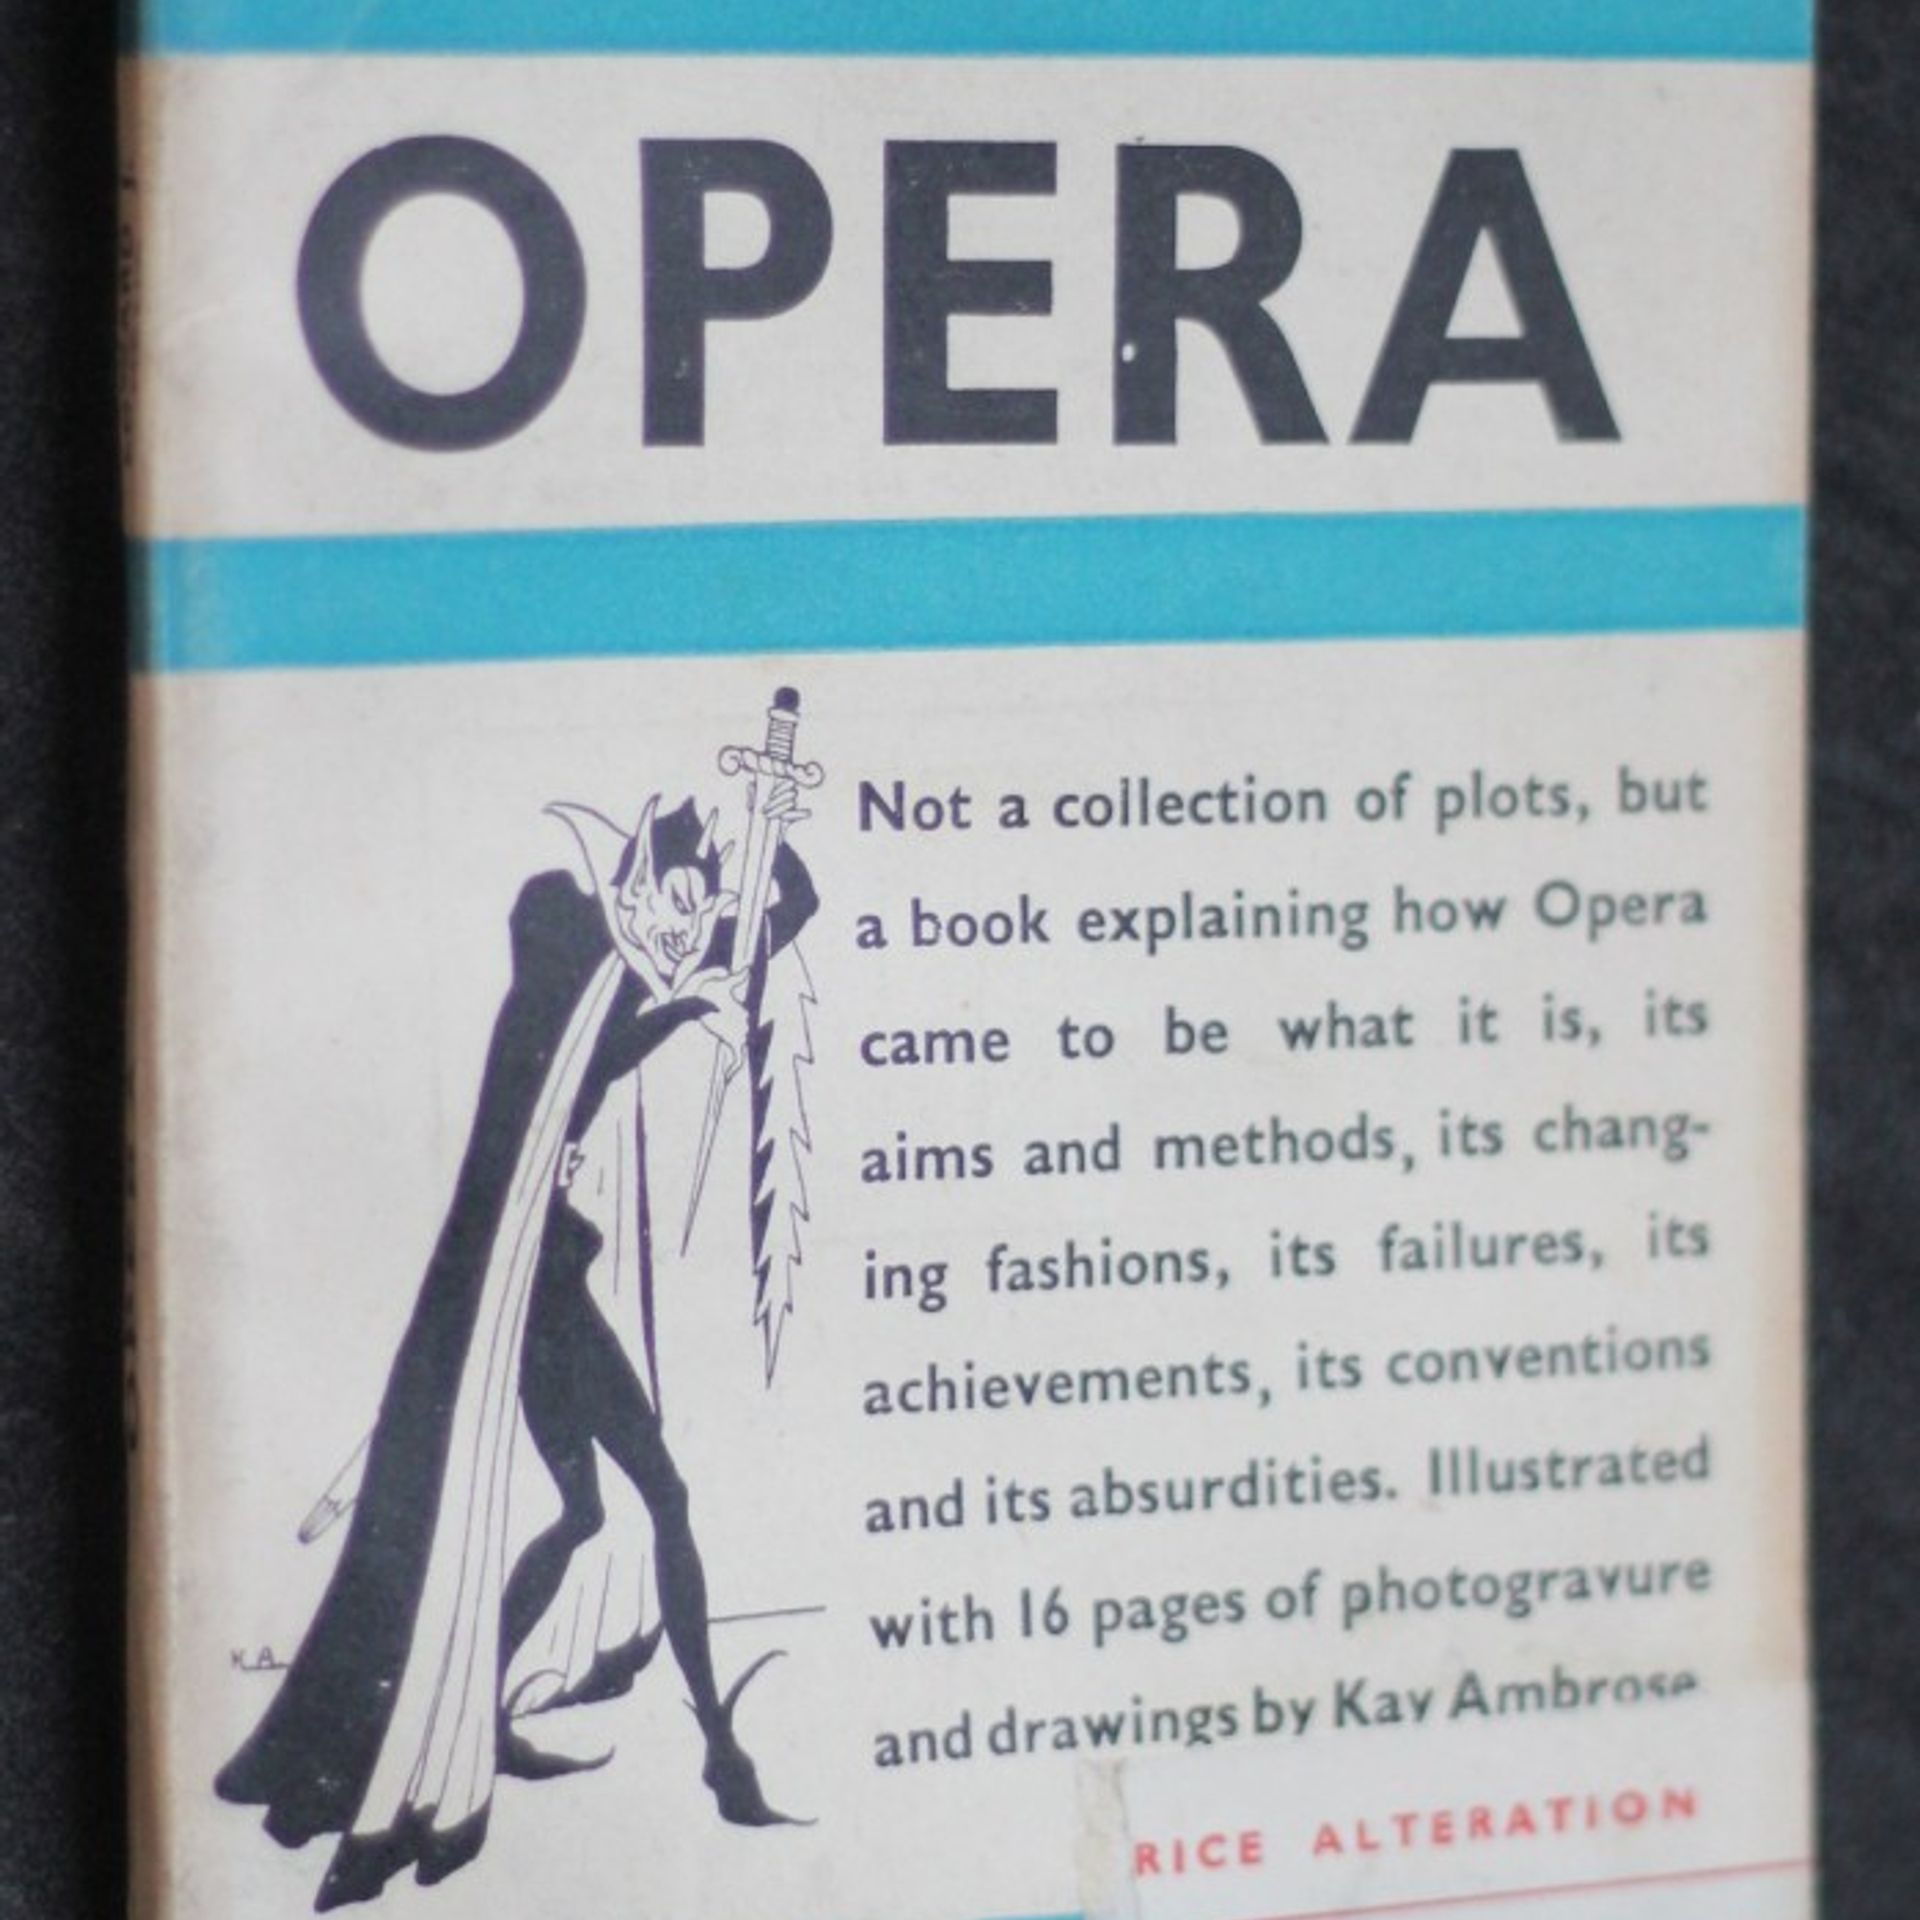 OPERA
Not a collection of plots, but
a book explaining how Opera
came to be what it is, its
aims and methods, its chang-
ing fashions, its failures, its
achievements, its conventions
and its absurdities. Illustrated
with 16 pages of photogravure
and drawings by Kay Ambrose
K.A.
RICE ALTERATION